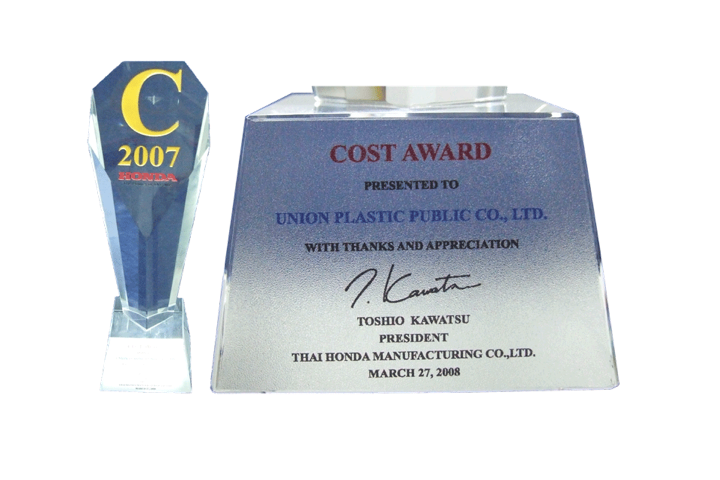 C
2007
HONDA
COST AWARD
PRESENTED TO
UNION PLASTIC PUBLIC CO., LTD.
WITH THANKS AND APPRECIATION
T. Kawatsu
TOSHIO KAWATSU
PRESIDENT
THAI HONDA MANUFACTURING CO.,LTD.
MARCH 27, 2008